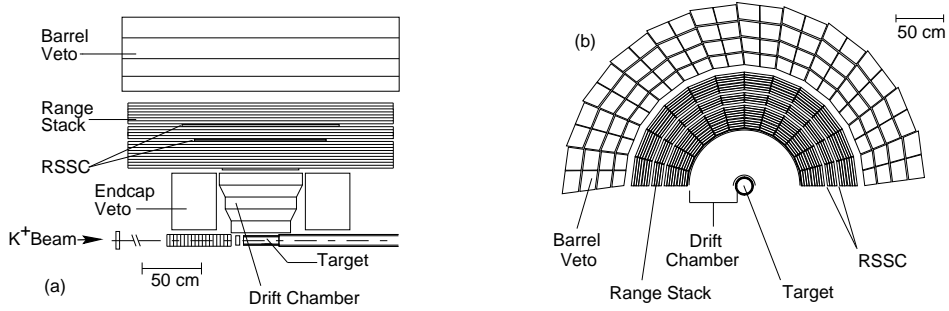 Barrel
Veto
Range
Stack
RSSC
Endcap
Veto
K+Beam
Target
50 cm
(a)
Drift Chamber
50 cm
(b)
Barrel
Veto
Drift
Chamber
RSSC
Range Stack
Target